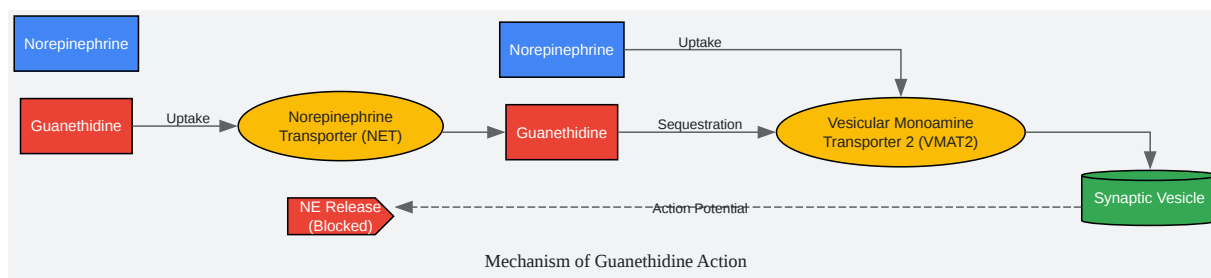 Norepinephrine
Norepinephrine
Uptake
Guanethidine
Uptake
Norepinephrine
Transporter (NET)
Guanethidine
Sequestration
Vesicular Monoamine
Transporter 2 (VMAT2)
Synaptic Vesicle
Action Potential
NE Release
(Blocked)
Mechanism of Guanethidine Action